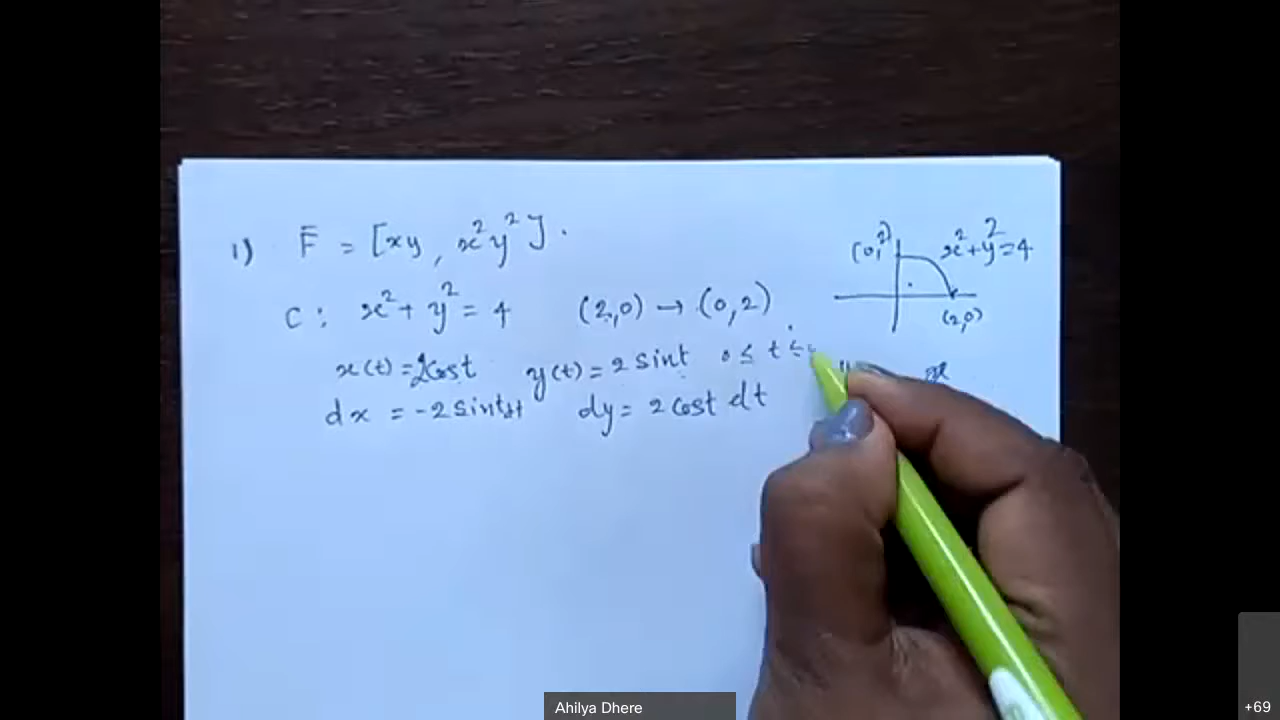 1) F̄ = [xy , x²y²].
C: x² + y² = 4 (2,0) → (0,2)
x(t) = 2cost y(t) = 2 sint 0 ≤ t ≤
dx = -2 sint dt dy = 2 cost dt
(0,2) x² + y² = 4
(2,0)
Ahilya Dhere
+69